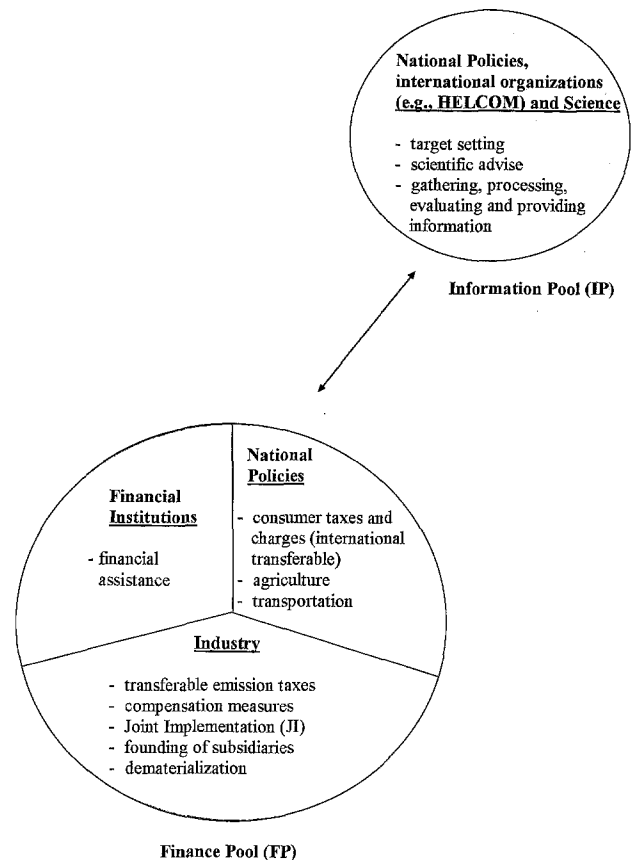 National Policies,
international organizations
(e.g., HELCOM) and Science
- target setting
- scientific advise
- gathering, processing,
evaluating and providing
information
Information Pool (IP)
National
Policies
- consumer taxes and
charges (international
transferable)
- agriculture
- transportation
Financial
Institutions
- financial
assistance
Industry
- transferable emission taxes
- compensation measures
- Joint Implementation (JI)
- founding of subsidiaries
- dematerialization
Finance Pool (FP)